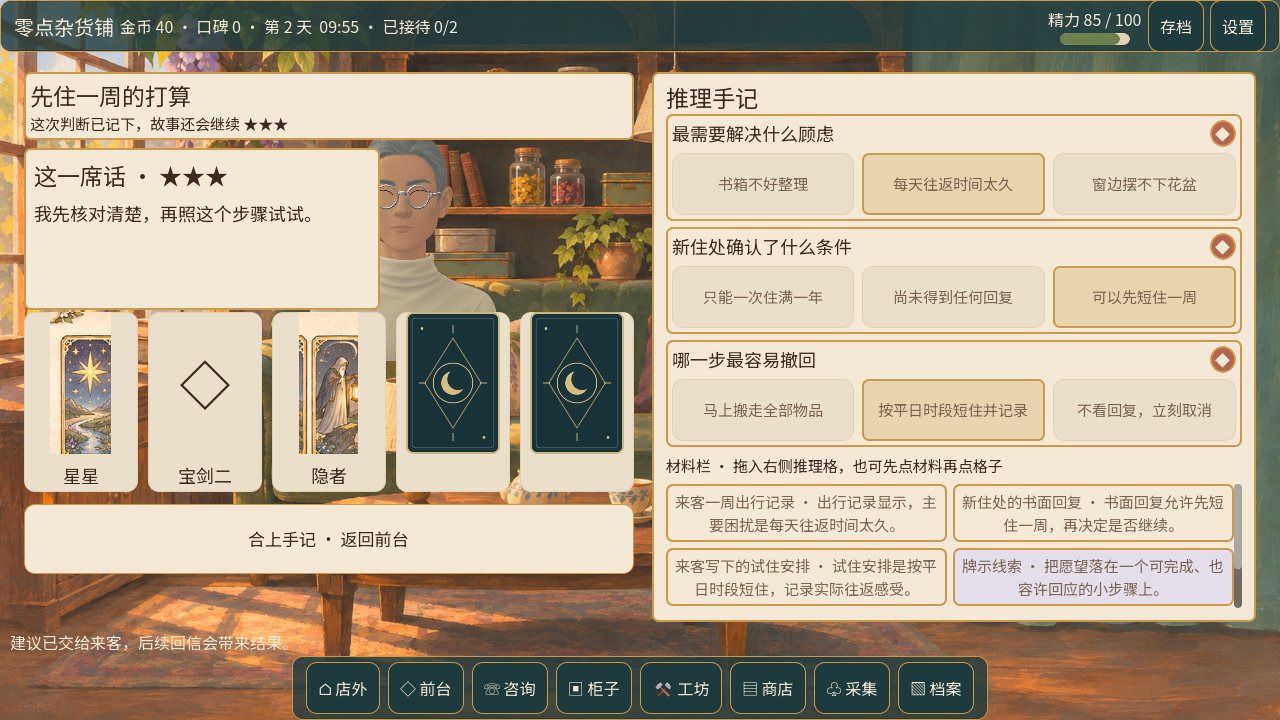 零点杂货铺 金币 40 · 口碑 0 · 第 2 天 09:55 · 已接待 0/2
精力 85 / 100
存档
设置
先住一周的打算
这次判断已记下，故事还会继续 ★★★
这一席话 · ★★★
我先核对清楚，再照这个步骤试试。
星星
宝剑二
隐者
合上手记 · 返回前台
建议已交给来客，后续回信会带来结果。
推理手记
最需要解决什么顾虑
书箱不好整理
每天往返时间太久
窗边摆不下花盆
新住处确认了什么条件
只能一次住满一年
尚未得到任何回复
可以先短住一周
哪一步最容易撤回
马上搬走全部物品
按平日时段短住并记录
不看回复，立刻取消
材料栏 · 拖入右侧推理格，也可先点材料再点格子
来客一周出行记录 · 出行记录显示，主
要困扰是每天往返时间太久。
新住处的书面回复 · 书面回复允许先短
住一周，再决定是否继续。
来客写下的试住安排 · 试住安排是按平
日时段短住，记录实际往返感受。
牌示线索 · 把愿望落在一个可完成、也
容许回应的小步骤上。
店外
前台
咨询
柜子
工坊
商店
采集
档案